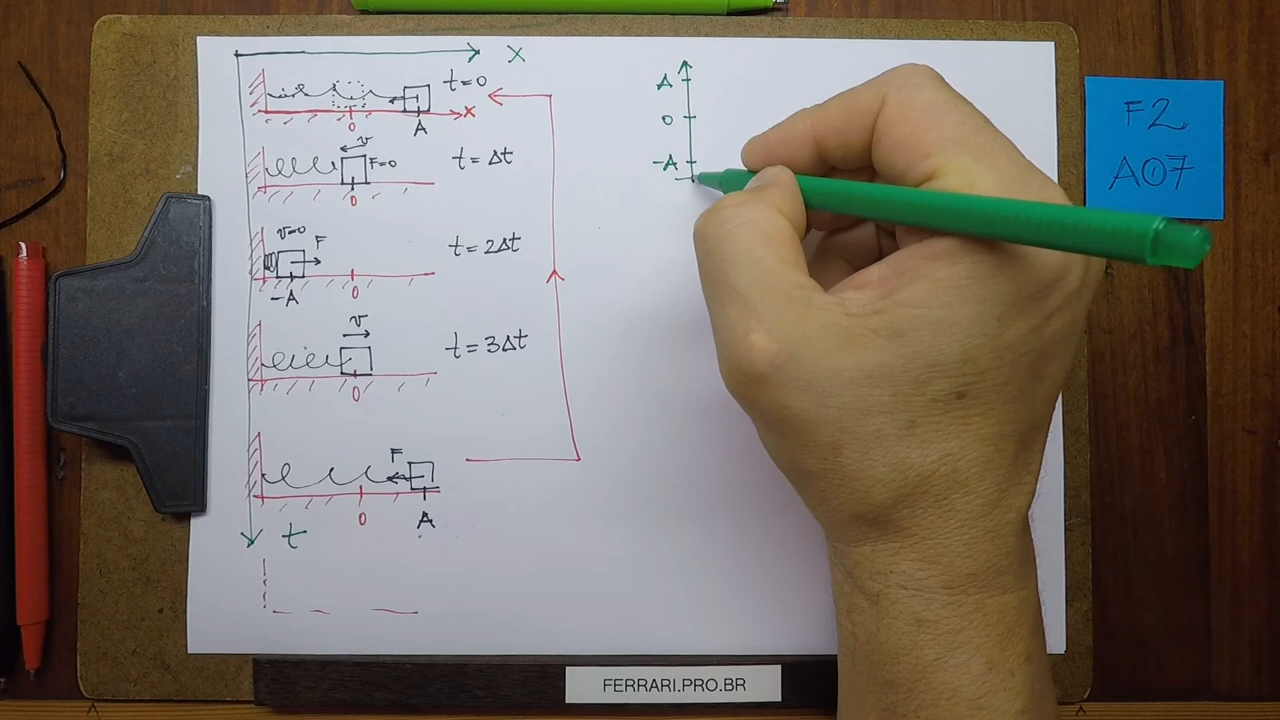 X
t=0
X
0
A
v
F=0
t=Δt
0
v=0
F
t=2Δt
-A
0
v
t=3Δt
0
F
0
A
t
A
0
-A
F2
A07
FERRARI.PRO.BR